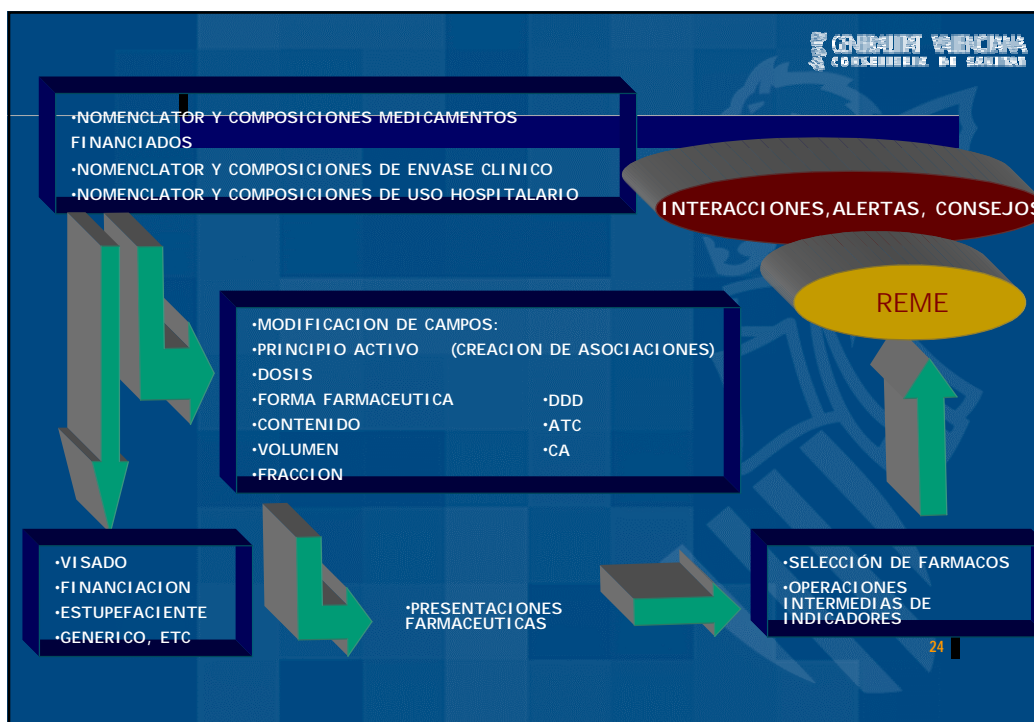 GENERALITAT VALENCIANA
CONSELLERIA DE SANITAT
•NOMENCLATOR Y COMPOSICIONES MEDICAMENTOS
FINANCIADOS
•NOMENCLATOR Y COMPOSICIONES DE ENVASE CLINICO
•NOMENCLATOR Y COMPOSICIONES DE USO HOSPITALARIO
INTERACCIONES,ALERTAS, CONSEJOS
REME
•MODIFICACION DE CAMPOS:
•PRINCIPIO ACTIVO (CREACION DE ASOCIACIONES)
•DOSIS
•FORMA FARMACEUTICA •DDD
•CONTENIDO •ATC
•VOLUMEN •CA
•FRACCION
•VISADO
•FINANCIACION
•ESTUPEFACIENTE
•GENERICO, ETC
•PRESENTACIONES
FARMACEUTICAS
•SELECCIÓN DE FARMACOS
•OPERACIONES
INTERMEDIAS DE
INDICADORES
24